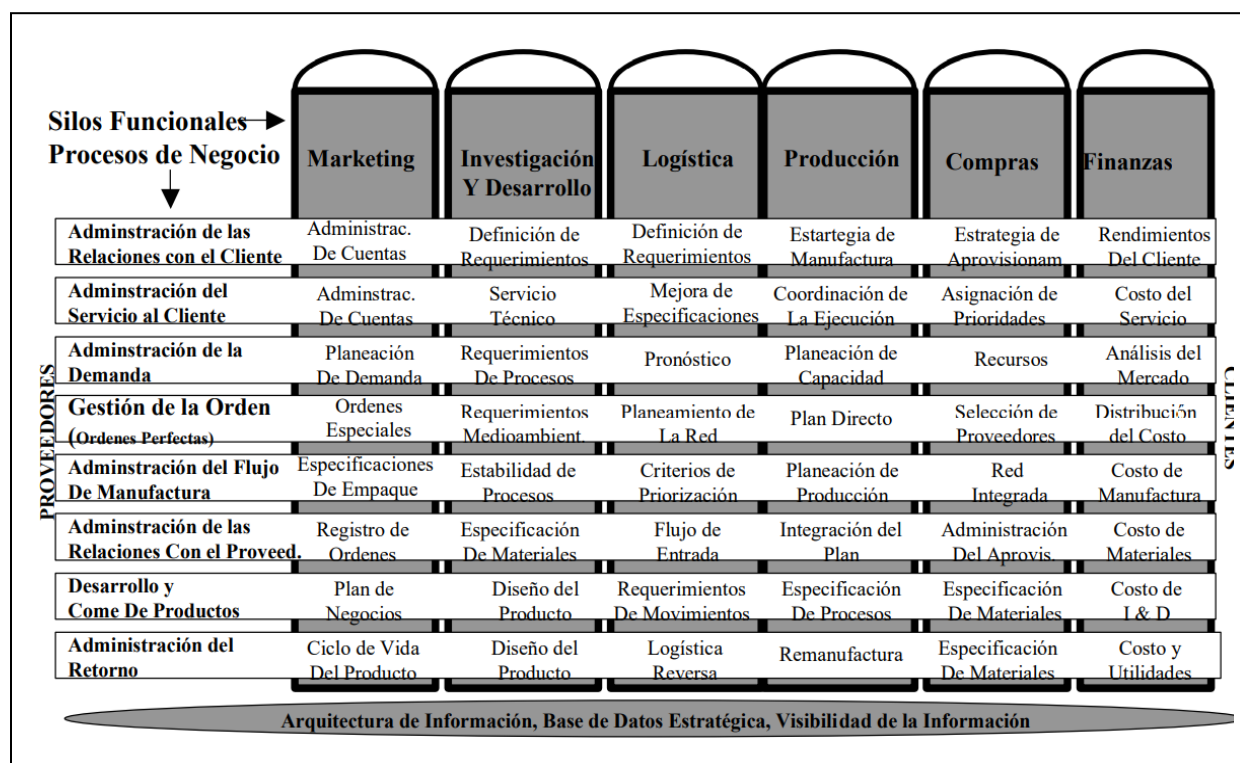 Silos Funcionales
Procesos de Negocio
Marketing
Investigación
Y Desarrollo
Logística
Producción
Compras
Finanzas
Adminstración de las
Relaciones con el Cliente
Administrac.
De Cuentas
Definición de
Requerimientos
Definición de
Requerimientos
Estartegia de
Manufactura
Estrategia de
Aprovisionam
Rendimientos
Del Cliente
Adminstración del
Servicio al Cliente
Adminstrac.
De Cuentas
Servicio
Técnico
Mejora de
Especificaciones
Coordinación de
La Ejecución
Asignación de
Prioridades
Costo del
Servicio
Adminstración de la
Demanda
Planeación
De Demanda
Requerimientos
De Procesos
Pronóstico
Planeación de
Capacidad
Recursos
Análisis del
Mercado
Gestión de la Orden
(Ordenes Perfectas)
Ordenes
Especiales
Requerimientos
Medioambient.
Planeamiento de
La Red
Plan Directo
Selección de
Proveedores
Distribución
del Costo
Adminstración del Flujo
De Manufactura
Especificaciones
De Empaque
Estabilidad de
Procesos
Criterios de
Priorización
Planeación de
Producción
Red
Integrada
Costo de
Manufactura
Adminstración de las
Relaciones Con el Proveed.
Registro de
Ordenes
Especificación
De Materiales
Flujo de
Entrada
Integración del
Plan
Administración
Del Aprovis.
Costo de
Materiales
Desarrollo y
Come De Productos
Plan de
Negocios
Diseño del
Producto
Requerimientos
De Movimientos
Especificación
De Procesos
Especificación
De Materiales
Costo de
I & D
Administración del
Retorno
Ciclo de Vida
Del Producto
Diseño del
Producto
Logística
Reversa
Remanufactura
Especificación
De Materiales
Costo y
Utilidades
PROVEEDORES
CLIENTES
Arquitectura de Información, Base de Datos Estratégica, Visibilidad de la Información